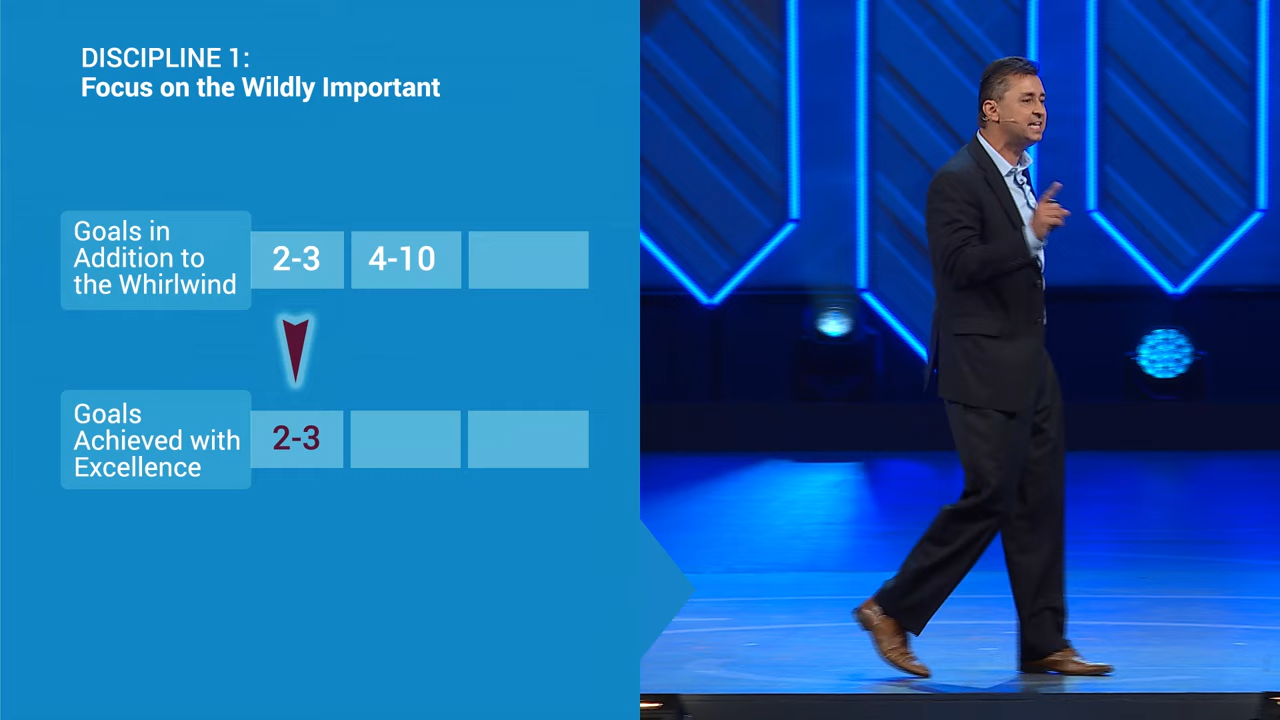 DISCIPLINE 1:
Focus on the Wildly Important
Goals in
Addition to
the Whirlwind
2-3
4-10
Goals
Achieved with
Excellence
2-3